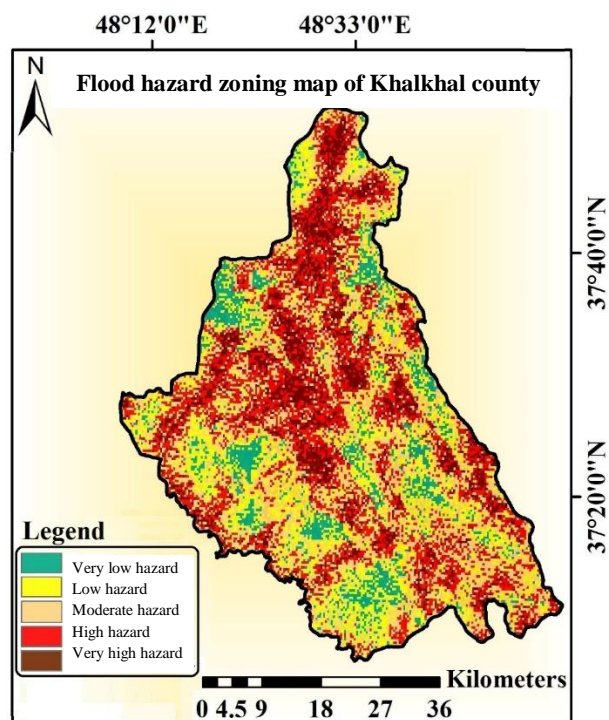 48°12'0"E 48°33'0"E
N
Flood hazard zoning map of Khalkhal county
37°40'0"N
37°20'0"N
Legend
Very low hazard
Low hazard
Moderate hazard
High hazard
Very high hazard
Kilometers
0 4.5 9 18 27 36